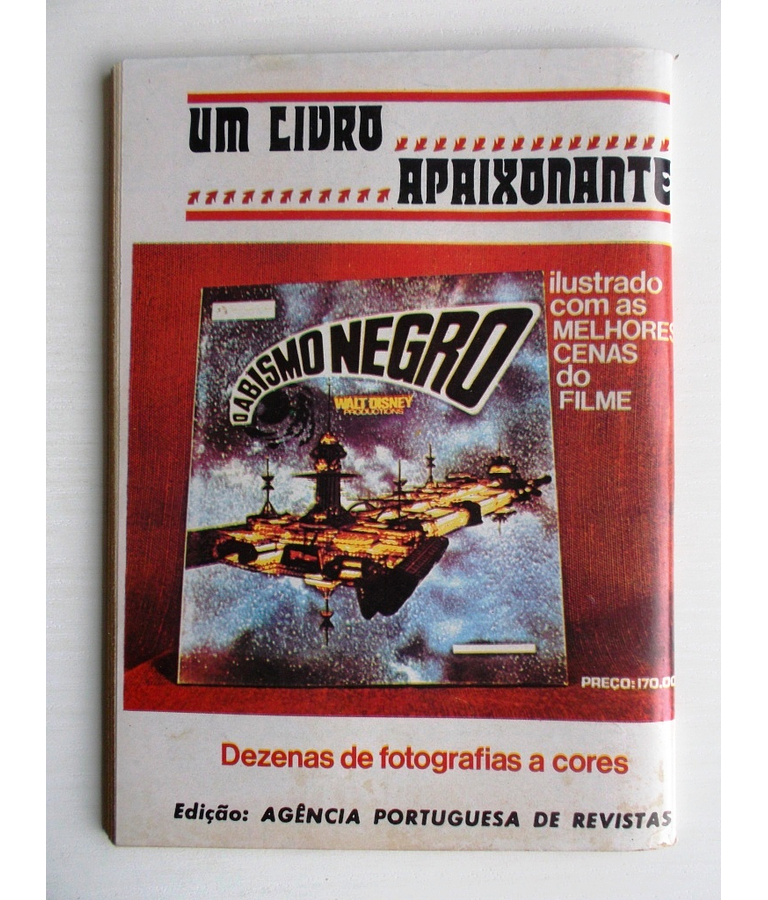 UM LIVRO
APAIXONANTE
ilustrado
com as
MELHORES
CENAS
do
FILME
O ABISMO NEGRO
WALT DISNEY
PRODUCTIONS
PREÇO: 170.00
Dezenas de fotografias a cores
Edição: AGÊNCIA PORTUGUESA DE REVISTAS